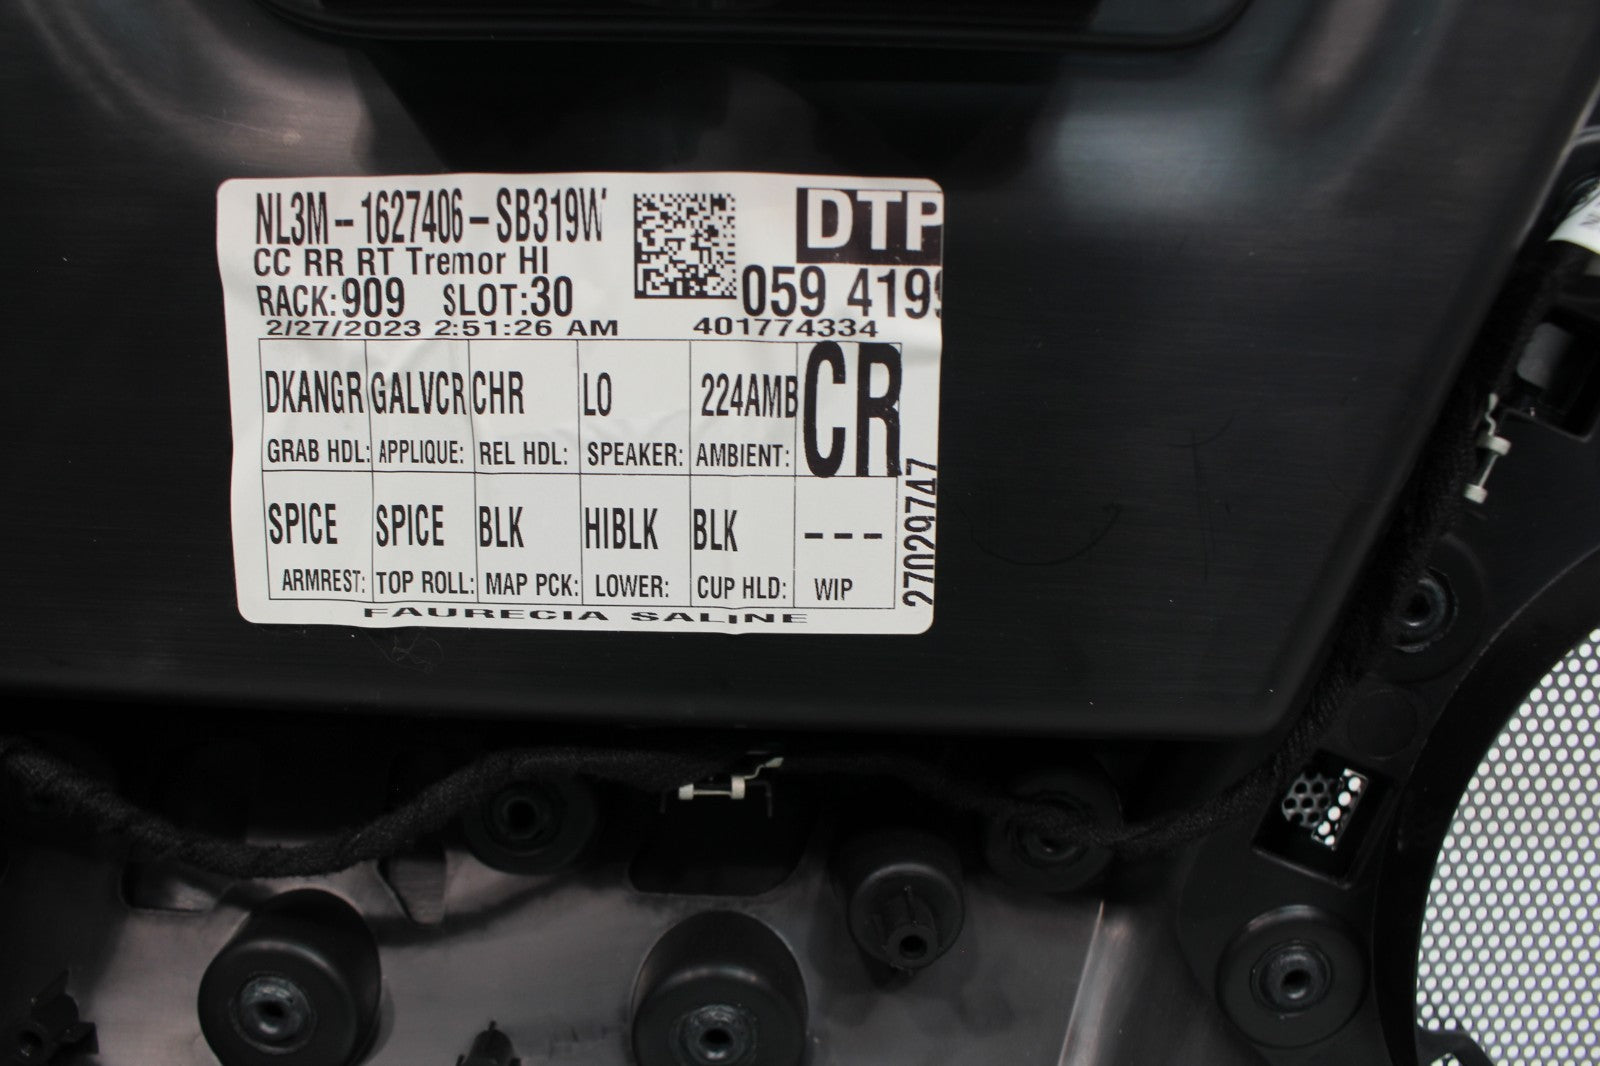 NL3M-1627406-SB319W
DTP
CC RR RT Tremor HI
RACK:909 SLOT:30
059 4199
2/27/2023 2:51:26 AM 401774334
DKANGR GALVCR CHR LO 224AMB CR
GRAB HDL: APPLIQUE: REL HDL: SPEAKER: AMBIENT:
SPICE SPICE BLK HIBLK BLK ---
ARMREST: TOP ROLL: MAP PCK: LOWER: CUP HLD: WIP
27029747
FAURECIA SALINE